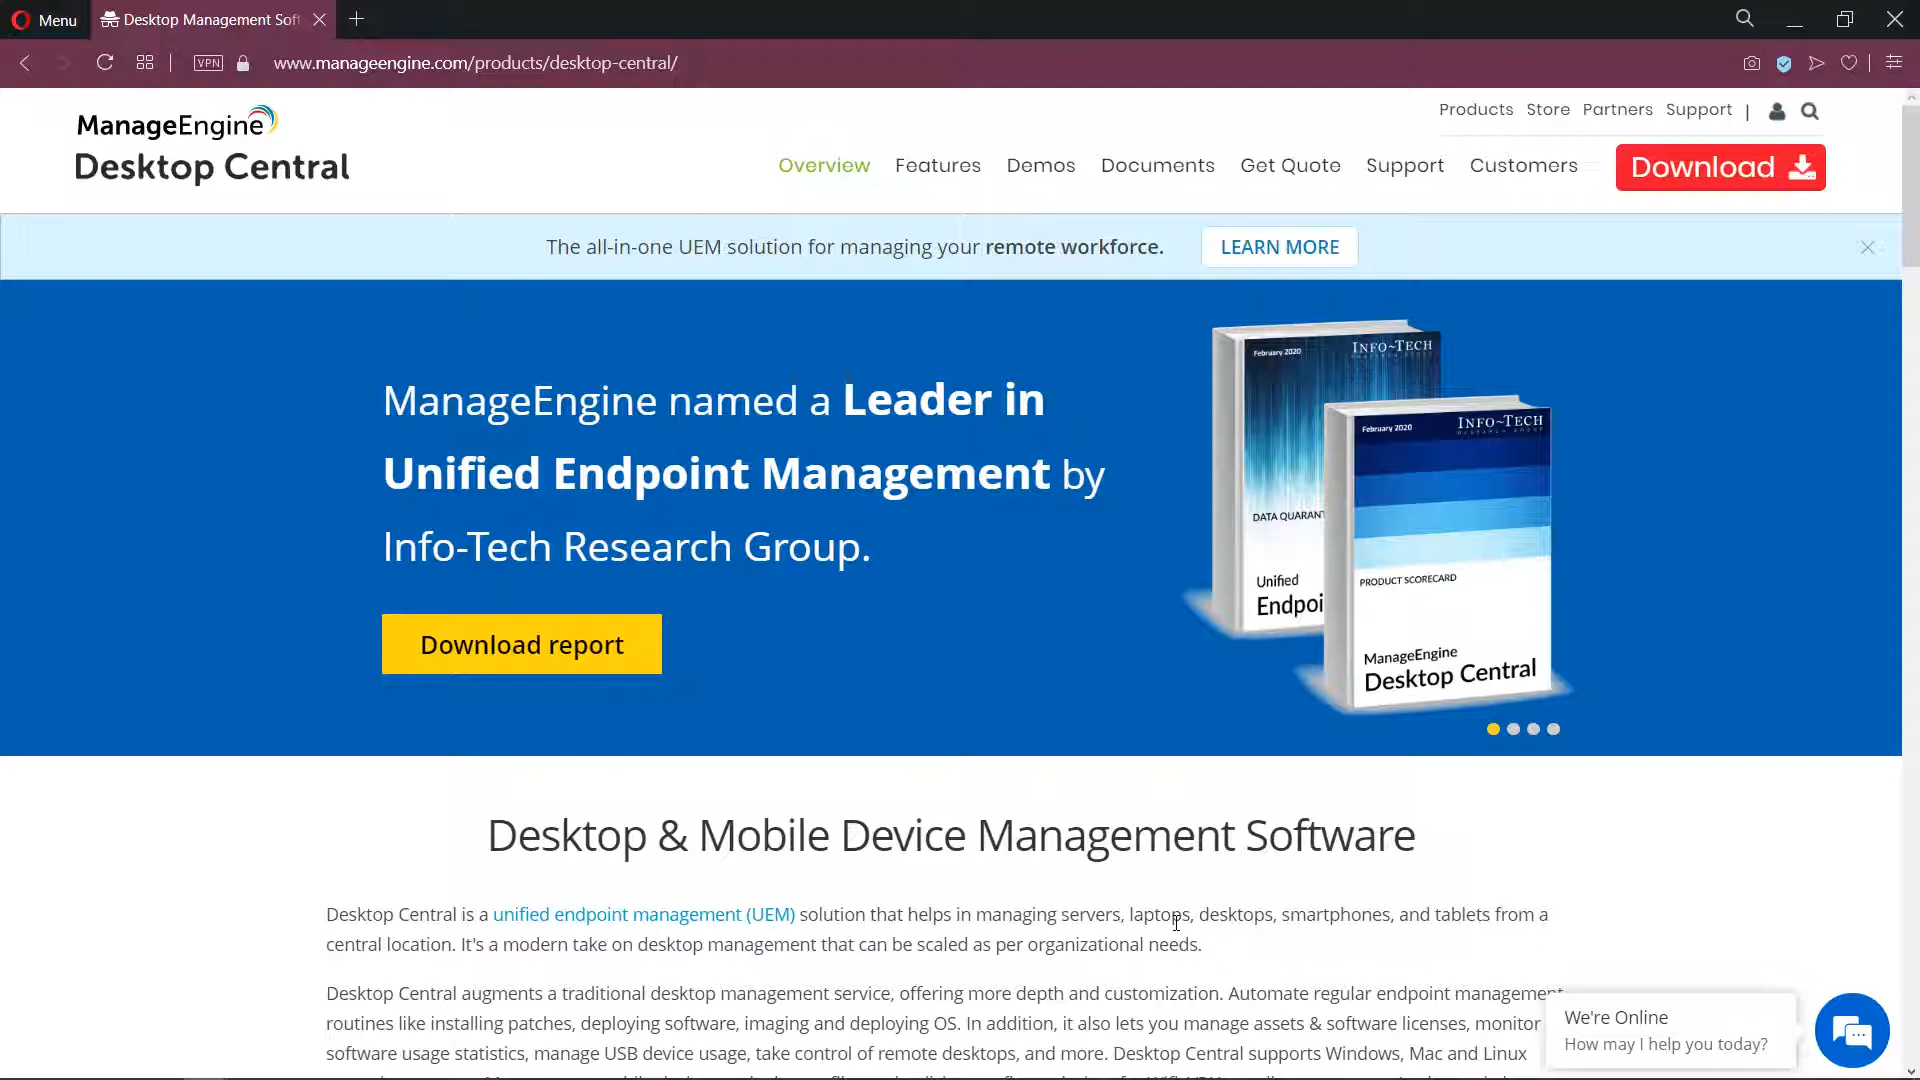 Menu
Desktop Management Soft
VPN
www.manageengine.com/products/desktop-central/
Products Store Partners Support |
ManageEngine
Desktop Central
Overview Features Demos Documents Get Quote Support Customers Download
The all-in-one UEM solution for managing your remote workforce. LEARN MORE
ManageEngine named a Leader in
Unified Endpoint Management by
Info-Tech Research Group.
Download report
February 2020 INFO~TECH
DATA QUARANT
Unified
Endpoi
February 2020 INFO~TECH
PRODUCT SCORECARD
ManageEngine
Desktop Central
Desktop & Mobile Device Management Software
Desktop Central is a unified endpoint management (UEM) solution that helps in managing servers, laptops, desktops, smartphones, and tablets from a
central location. It's a modern take on desktop management that can be scaled as per organizational needs.
Desktop Central augments a traditional desktop management service, offering more depth and customization. Automate regular endpoint management
routines like installing patches, deploying software, imaging and deploying OS. In addition, it also lets you manage assets & software licenses, monitor
software usage statistics, manage USB device usage, take control of remote desktops, and more. Desktop Central supports Windows, Mac and Linux
We're Online
How may I help you today?